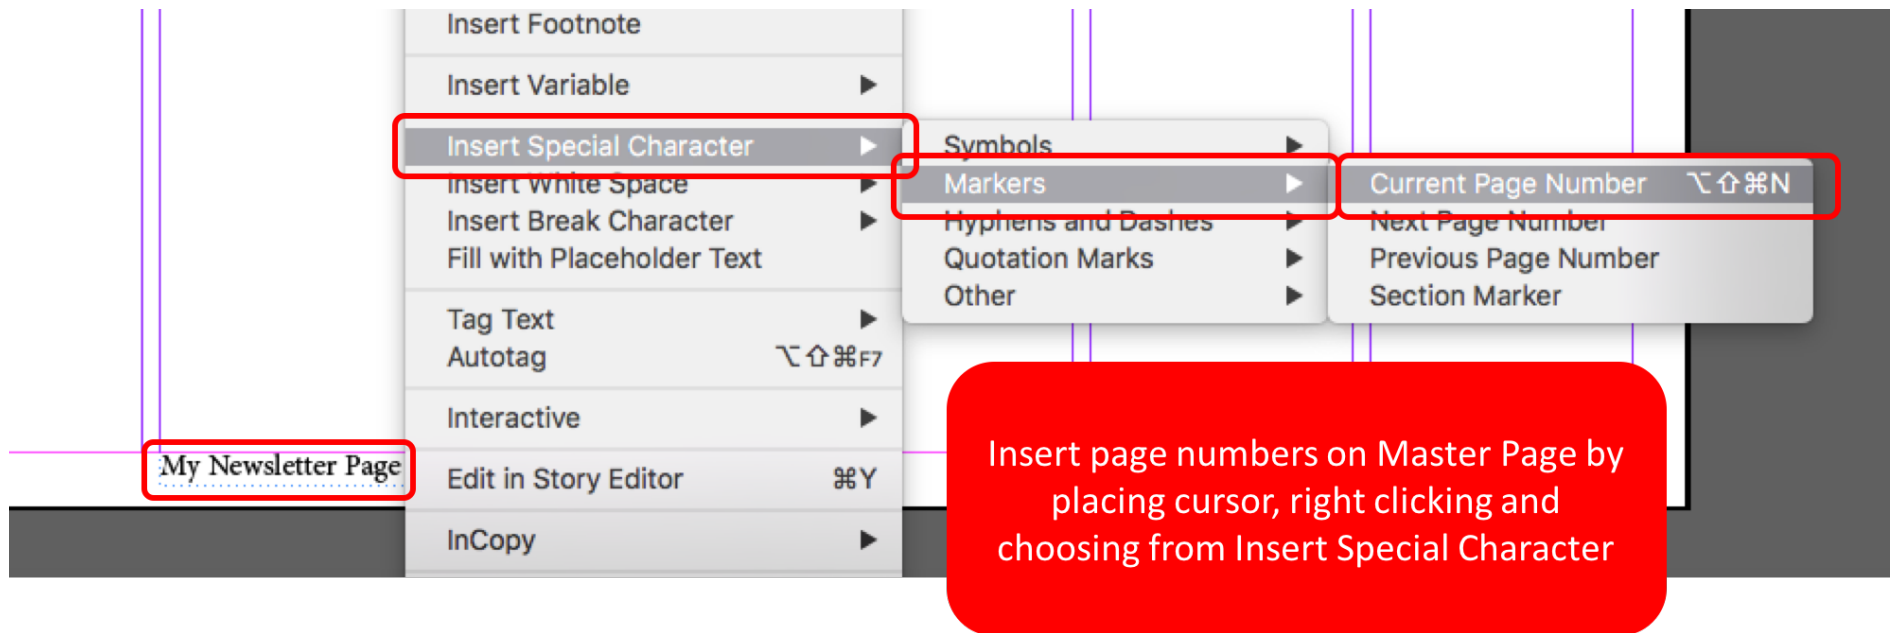 Insert Footnote
Insert Variable
Insert Special Character
Insert White Space
Insert Break Character
Fill with Placeholder Text
Tag Text
Autotag ⌥⇧⌘F7
Interactive
Edit in Story Editor ⌘Y
InCopy
Symbols
Markers
Hyphens and Dashes
Quotation Marks
Other
Current Page Number ⌥⇧⌘N
Next Page Number
Previous Page Number
Section Marker
My Newsletter Page
Insert page numbers on Master Page by
placing cursor, right clicking and
choosing from Insert Special Character